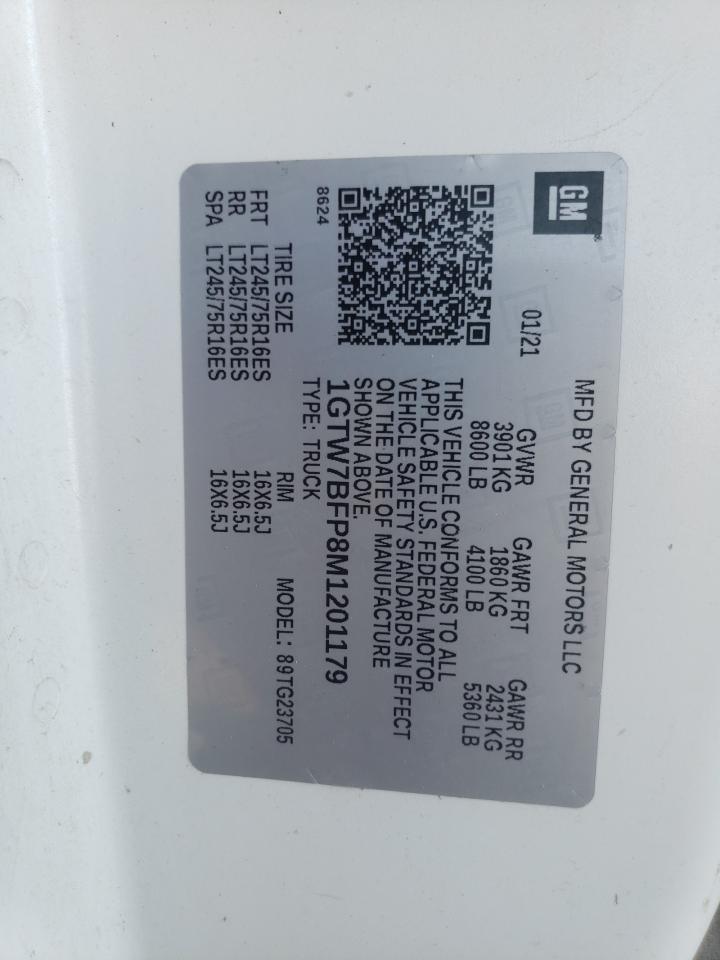 GM
MFD BY GENERAL MOTORS LLC
01/21
GVWR GAWR FRT GAWR RR
3901 KG 1860 KG 2431 KG
8600 LB 4100 LB 5360 LB
THIS VEHICLE CONFORMS TO ALL
APPLICABLE U.S. FEDERAL MOTOR
VEHICLE SAFETY STANDARDS IN EFFECT
ON THE DATE OF MANUFACTURE
SHOWN ABOVE.
1GTW7BFP8M1201179
8624
TYPE: TRUCK
MODEL: 89TG23705
TIRE SIZE RIM
FRT LT245/75R16ES 16X6.5J
RR LT245/75R16ES 16X6.5J
SPA LT245/75R16ES 16X6.5J